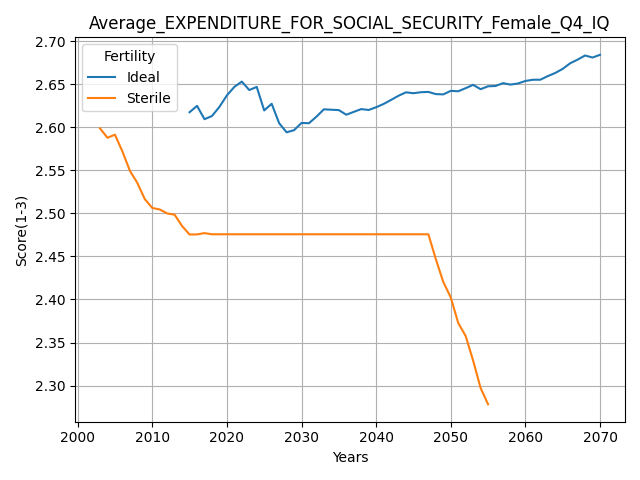 Average_EXPENDITURE_FOR_SOCIAL_SECURITY_Female_Q4_IQ
Fertility
Ideal
Sterile
2.70
2.65
2.60
2.55
2.50
2.45
2.40
2.35
2.30
Score(1-3)
2000 2010 2020 2030 2040 2050 2060 2070
Years